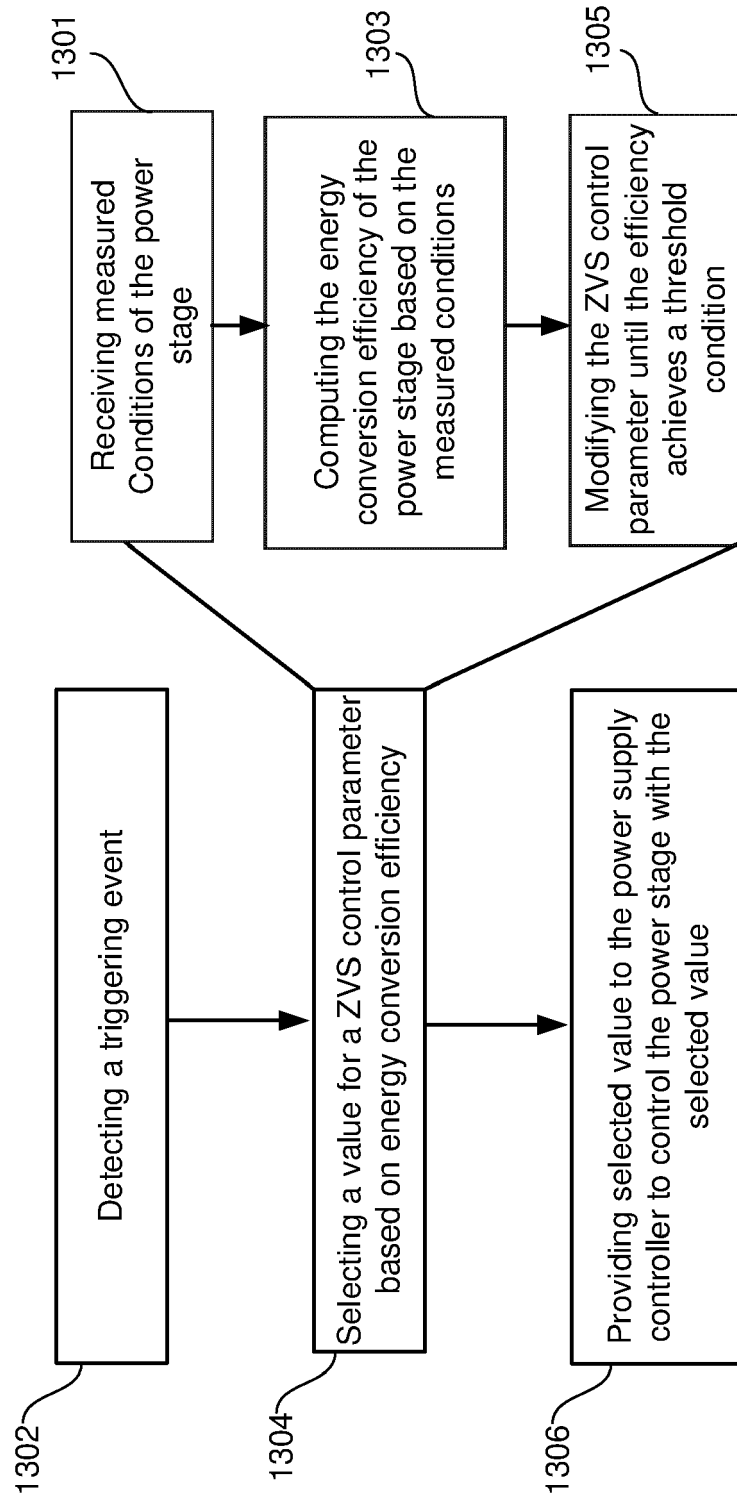 1302
Detecting a triggering event
1304
Selecting a value for a ZVS control parameter
based on energy conversion efficiency
1306
Providing selected value to the power supply
controller to control the power stage with the
selected value
1301
Receiving measured
Conditions of the power
stage
1303
Computing the energy
conversion efficiency of the
power stage based on the
measured conditions
1305
Modifying the ZVS control
parameter until the efficiency
achieves a threshold
condition